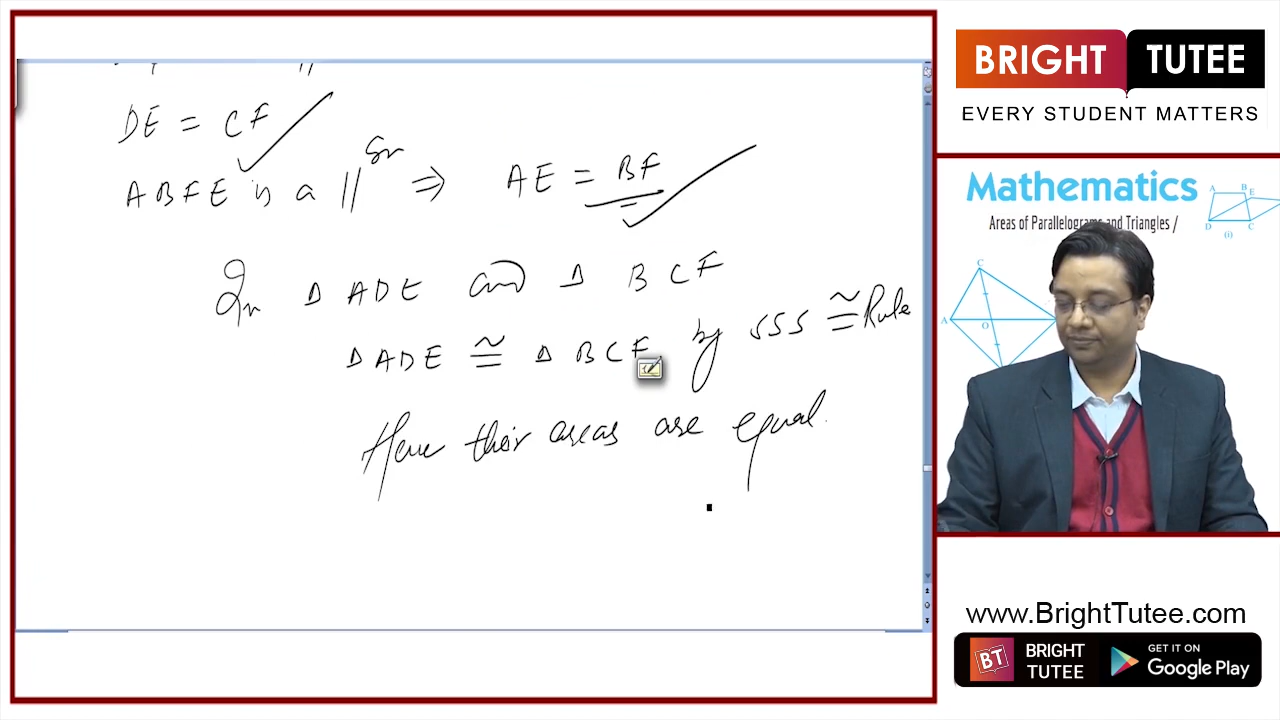 DE = CF
ABFE is a ||gm ⇒ AE = BF
In Δ ADE and Δ BCF
Δ ADE ≅ Δ BCF by SSS ≅ Rule
Hence their areas are equal.
BRIGHT TUTEE
EVERY STUDENT MATTERS
Mathematics
Areas of Parallelograms and Triangles /
A B E
D C
(i)
C
A O
www.BrightTutee.com
BT BRIGHT TUTEE
GET IT ON
Google Play